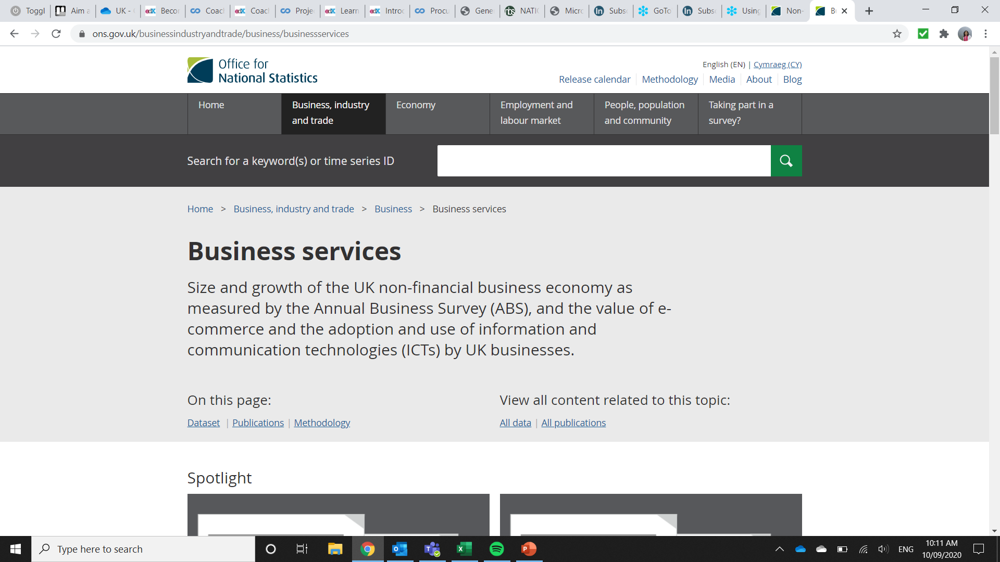 Toggl
Aim a
UK -
Becor
Coacl
Coacl
Proje
Learn
Introc
Procu
Gene
NATIO
Micro
Subsc
GoTo
Subsc
Using
Non-
ons.gov.uk/businessindustryandtrade/business/businessservices
Office for
National Statistics
English (EN) | Cymraeg (CY)
Release calendar Methodology Media About Blog
Home
Business, industry
and trade
Economy
Employment and
labour market
People, population
and community
Taking part in a
survey?
Search for a keyword(s) or time series ID
Home > Business, industry and trade > Business > Business services
Business services
Size and growth of the UK non-financial business economy as
measured by the Annual Business Survey (ABS), and the value of e-
commerce and the adoption and use of information and
communication technologies (ICTs) by UK businesses.
On this page:
Dataset | Publications | Methodology
View all content related to this topic:
All data | All publications
Spotlight
Type here to search
ENG
10:11 AM
10/09/2020